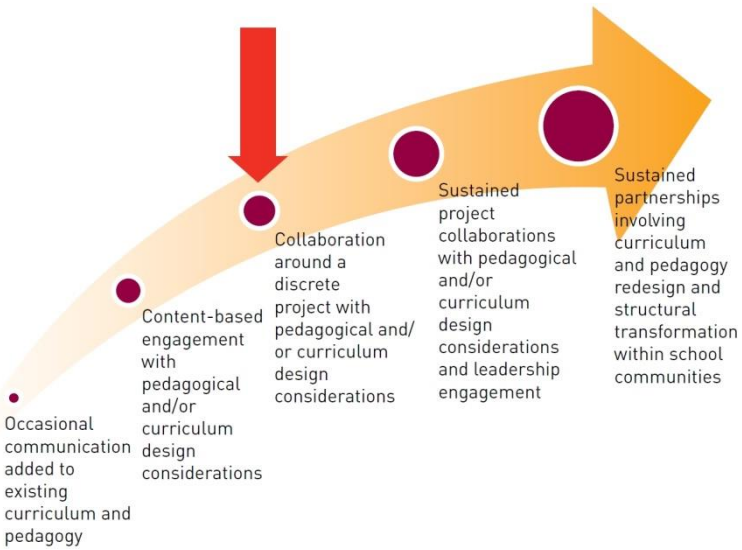 Occasional
communication
added to
existing
curriculum and
pedagogy
Content-based
engagement
with
pedagogical
and/or
curriculum
design
considerations
Collaboration
around a
discrete
project with
pedagogical and/
or curriculum
design
considerations
Sustained
project
collaborations
with pedagogical
and/or
curriculum
design
considerations
and leadership
engagement
Sustained
partnerships
involving
curriculum
and pedagogy
redesign and
structural
transformation
within school
communities